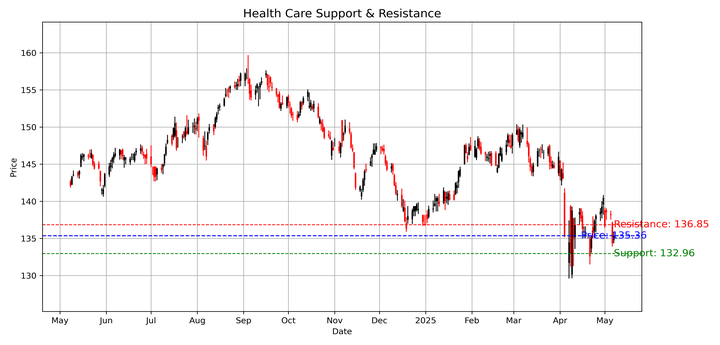 Health Care Support & Resistance
Price
160
155
150
145
140
135
130
Resistance: 136.85
Price: 135.36
Support: 132.96
May Jun Jul Aug Sep Oct Nov Dec 2025 Feb Mar Apr May
Date